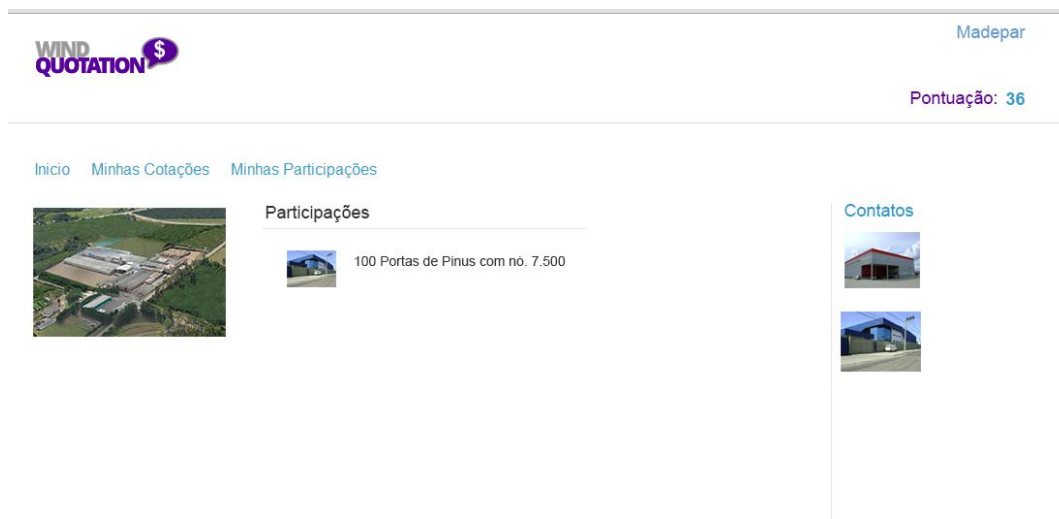 WIND
QUOTATION $
Madepar
Pontuação: 36
Inicio Minhas Cotações Minhas Participações
Participações
100 Portas de Pinus com nó. 7.500
Contatos